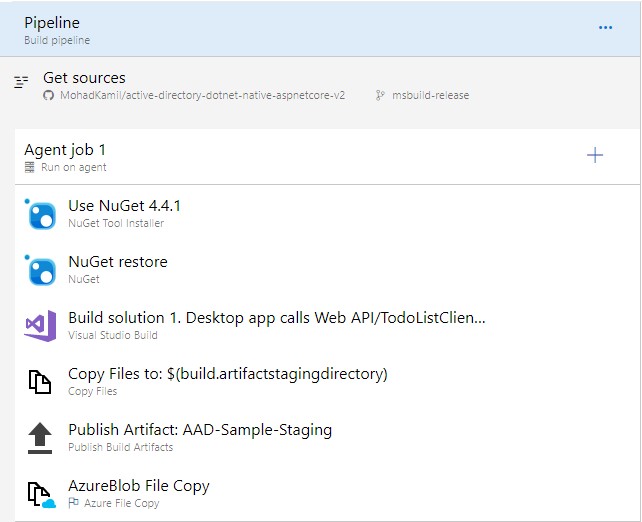 Pipeline
Build pipeline
Get sources
MohadKamil/active-directory-dotnet-native-aspnetcore-v2 msbuild-release
Agent job 1
Run on agent
Use NuGet 4.4.1
NuGet Tool Installer
NuGet restore
NuGet
Build solution 1. Desktop app calls Web API/TodoListClien...
Visual Studio Build
Copy Files to: $(build.artifactstagingdirectory)
Copy Files
Publish Artifact: AAD-Sample-Staging
Publish Build Artifacts
AzureBlob File Copy
Azure File Copy